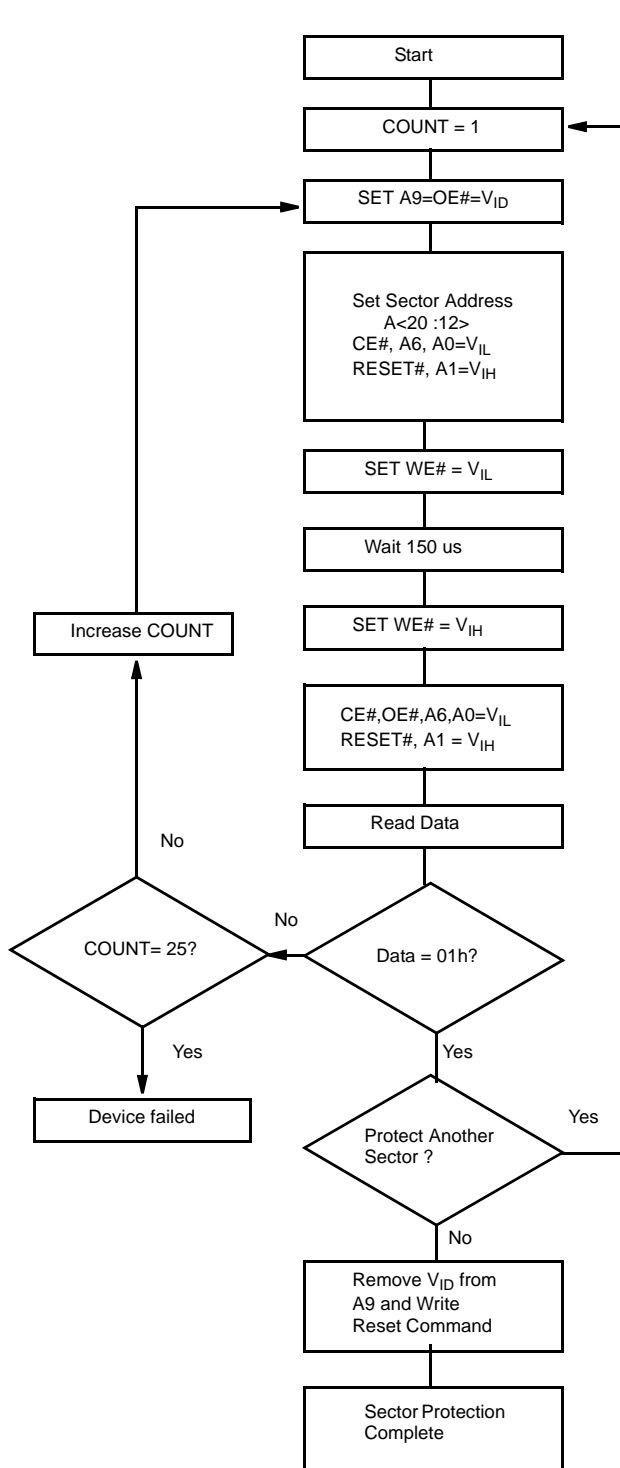 Start
COUNT = 1
SET A9=OE#=VID
Set Sector Address
A<20 :12>
CE#, A6, A0=VIL
RESET#, A1=VIH
SET WE# = VIL
Wait 150 us
Increase COUNT
SET WE# = VIH
CE#,OE#,A6,A0=VIL
RESET#, A1 = VIH
Read Data
No
No
COUNT= 25?
Data = 01h?
Yes
Yes
Device failed
Protect Another
Sector ?
Yes
No
Remove VID from
A9 and Write
Reset Command
Sector Protection
Complete